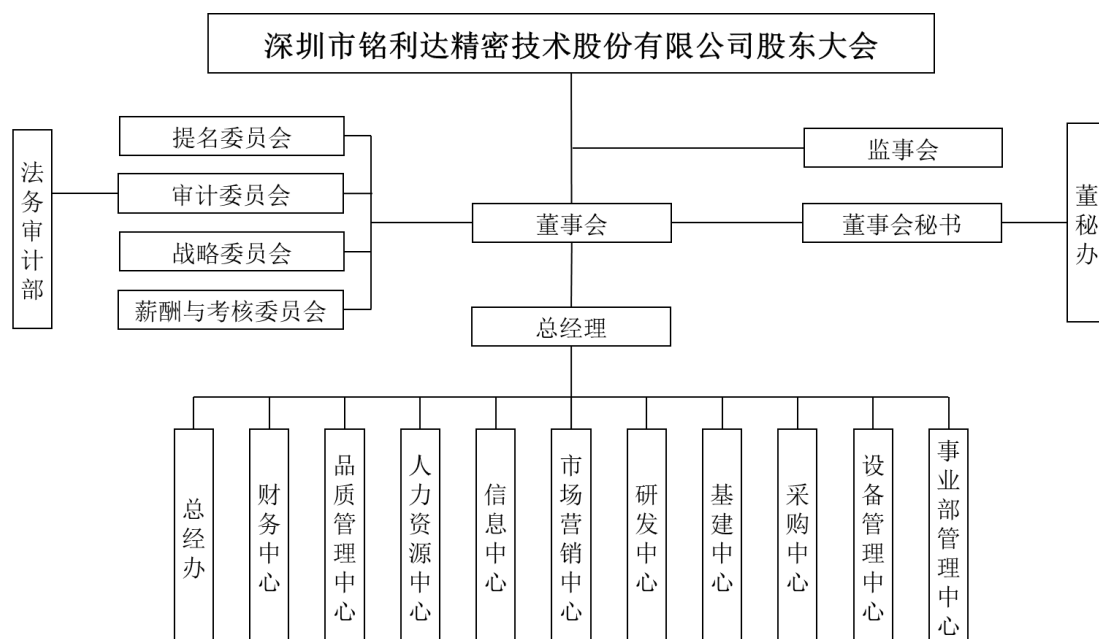 深圳市铭利达精密技术股份有限公司股东大会
提名委员会
监事会
法务审计部
审计委员会
董事会
董事会秘书
董秘办
战略委员会
薪酬与考核委员会
总经理
总经办
财务中心
品质管理中心
人力资源中心
信息中心
市场营销中心
研发中心
基建中心
采购中心
设备管理中心
事业部管理中心